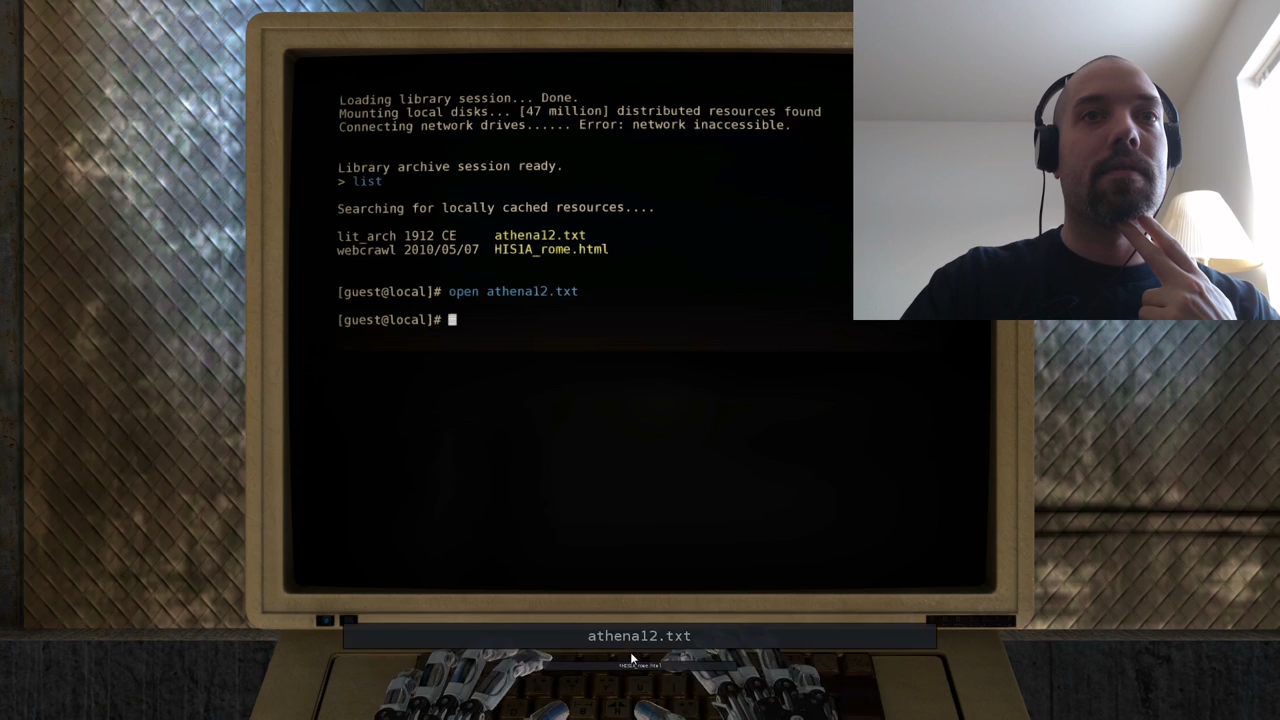 Loading library session... Done.
Mounting local disks... [47 million] distributed resources found
Connecting network drives...... Error: network inaccessible.
Library archive session ready.
> list
Searching for locally cached resources....
lit_arch 1912 CE athena12.txt
webcrawl 2010/05/07 HIS1A_rome.html
[guest@local]# open athena12.txt
[guest@local]#
athena12.txt
HIS1A_rome.html